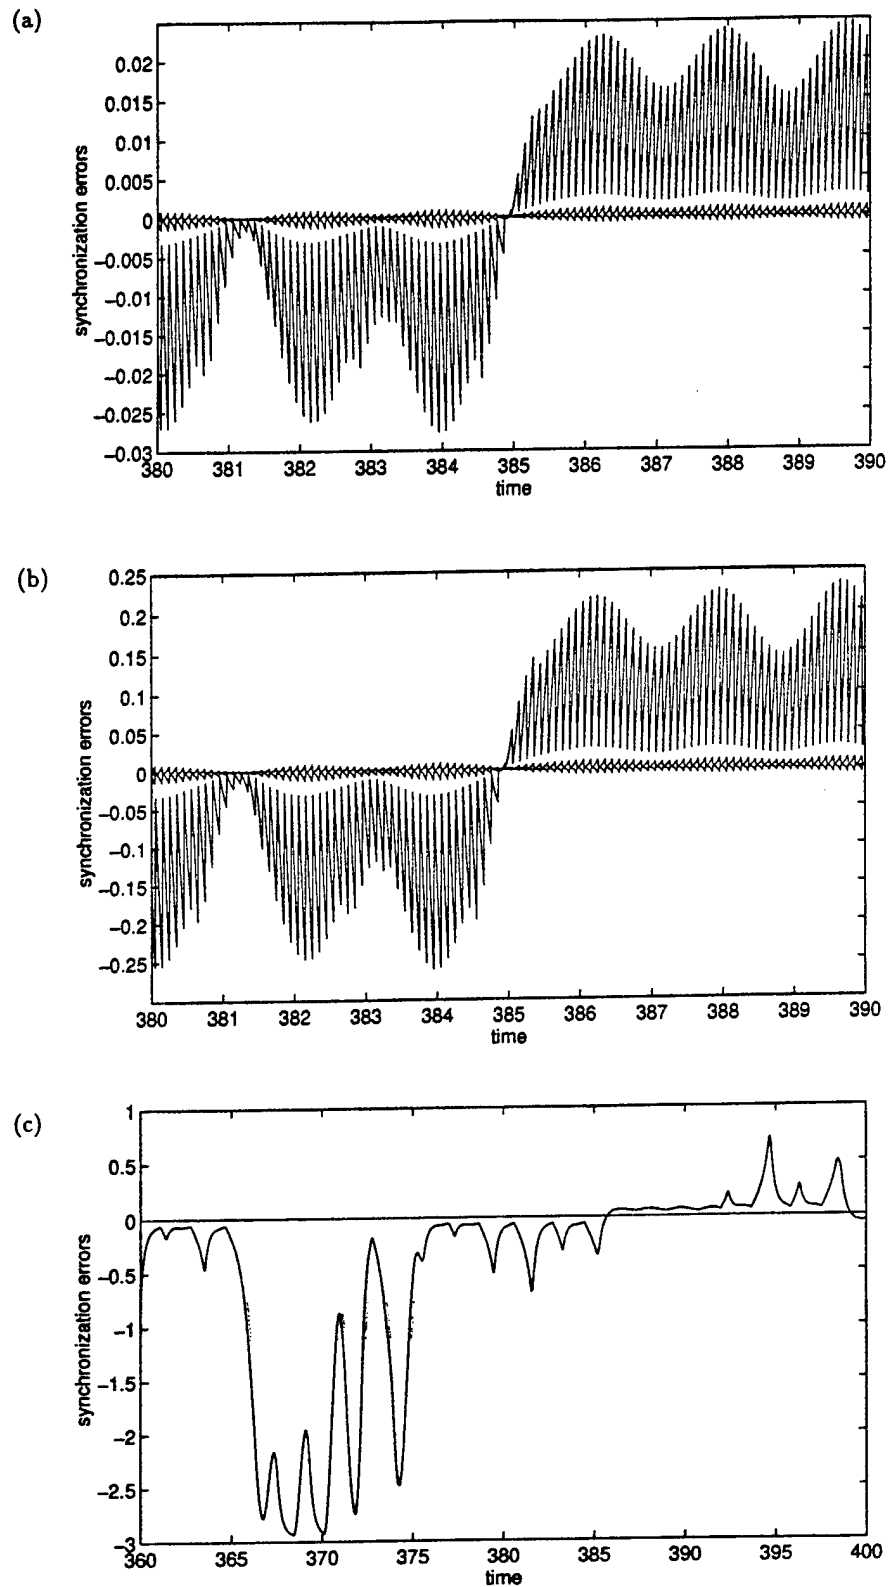 (a)
0.02
0.015
0.01
0.005
0
−0.005
−0.01
−0.015
−0.02
−0.025
−0.03
synchronization errors
380 381 382 383 384 385 386 387 388 389 390
time
(b)
0.25
0.2
0.15
0.1
0.05
0
−0.05
−0.1
−0.15
−0.2
−0.25
synchronization errors
380 381 382 383 384 385 386 387 388 389 390
time
(c)
1
0.5
0
−0.5
−1
−1.5
−2
−2.5
−3
synchronization errors
360 365 370 375 380 385 390 395 400
time